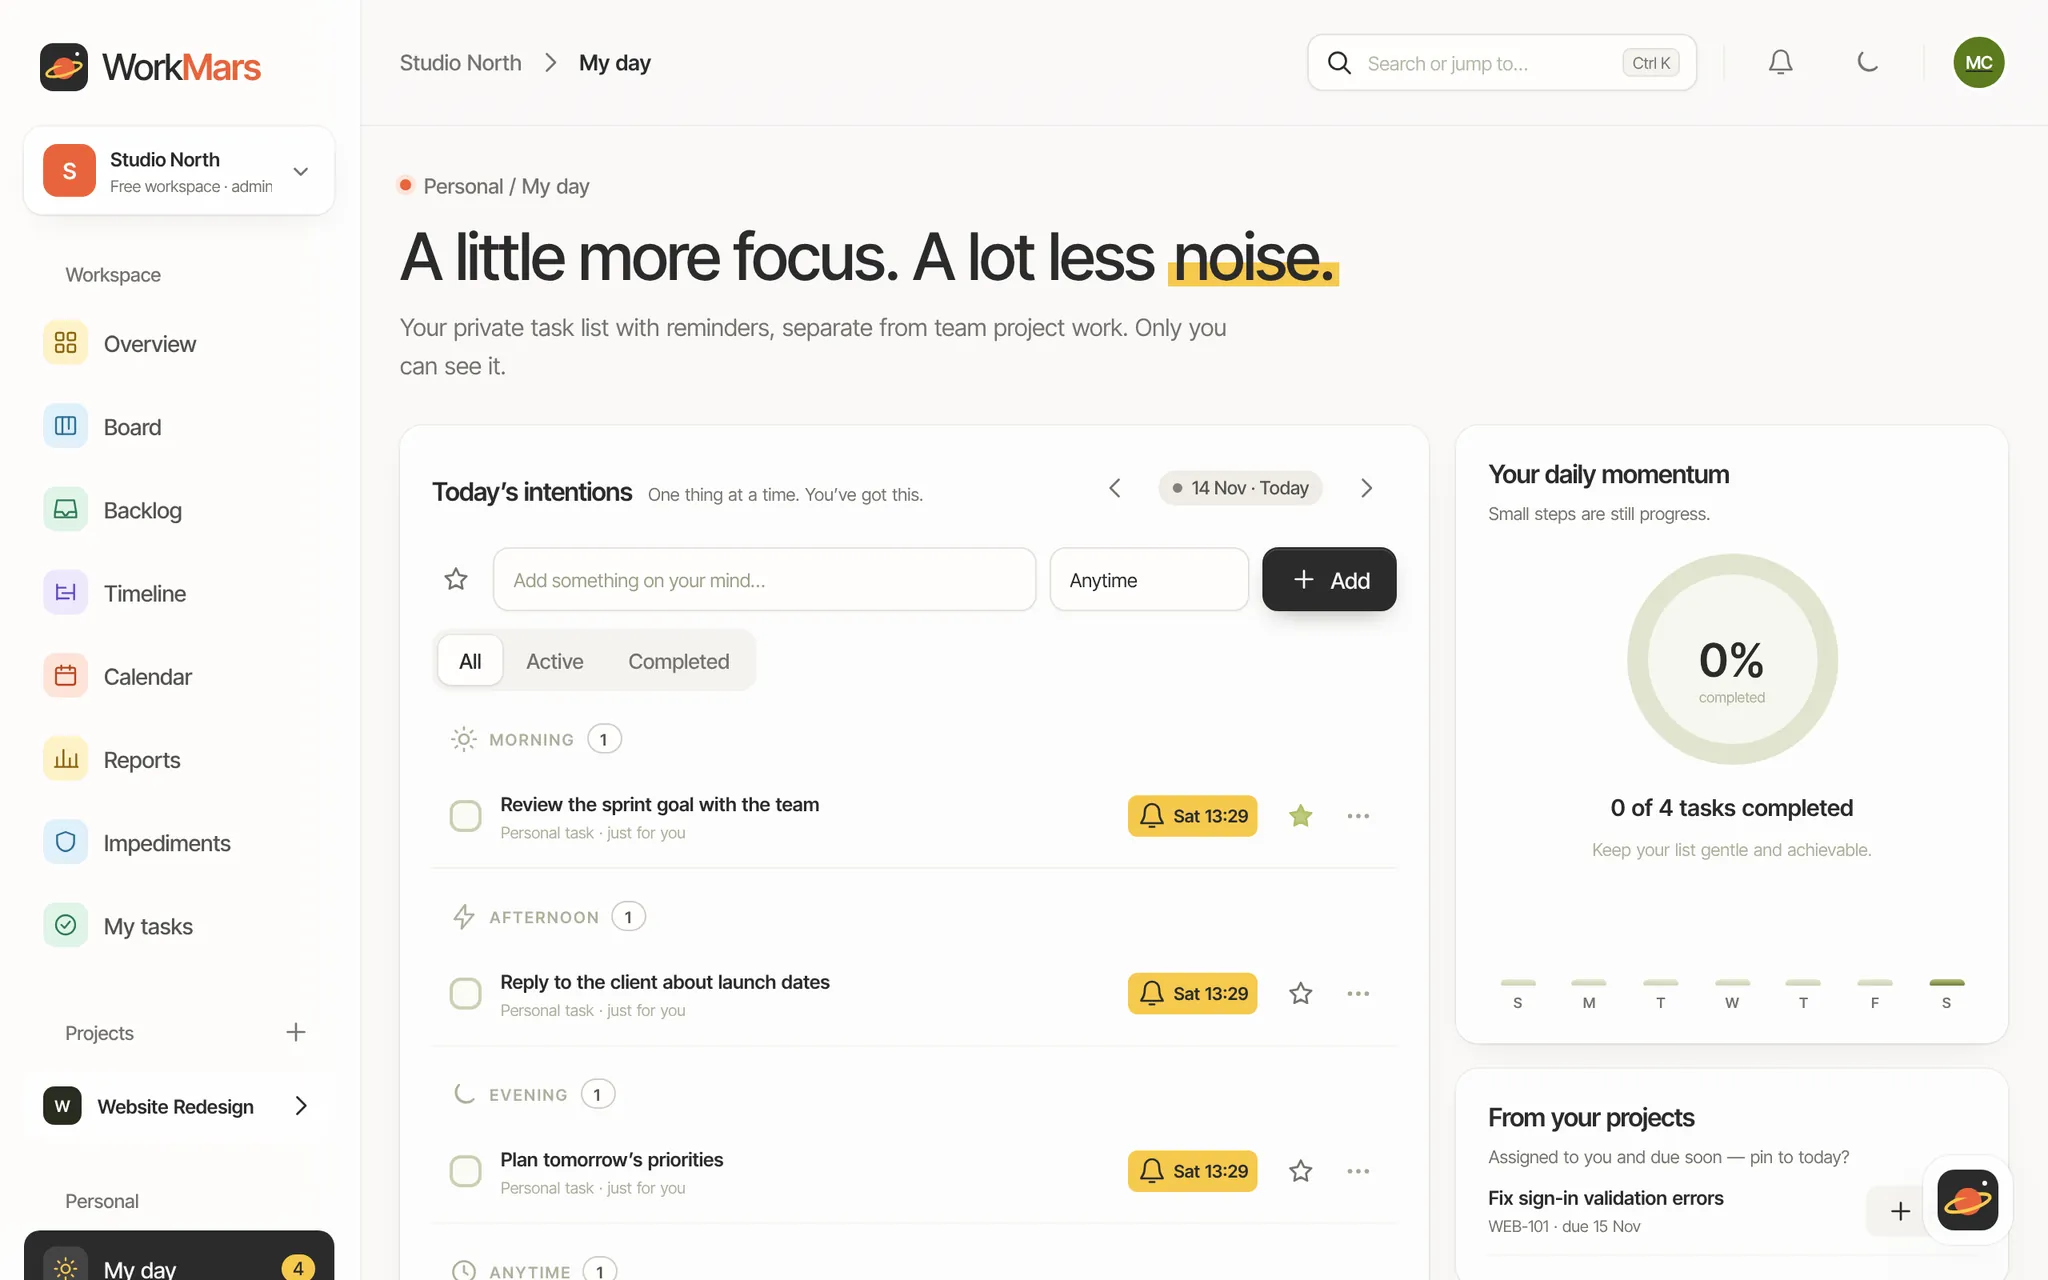 WorkMars
S
Studio North
Free workspace · admin
Workspace
Overview
Board
Backlog
Timeline
Calendar
Reports
Impediments
My tasks
Projects
W
Website Redesign
Personal
My day
4
Studio North
My day
Search or jump to...
Ctrl K
MC
Personal / My day
A little more focus. A lot less noise.
Your private task list with reminders, separate from team project work. Only you
can see it.
Today's intentions
One thing at a time. You've got this.
14 Nov · Today
Add something on your mind...
Anytime
Add
All
Active
Completed
MORNING
1
Review the sprint goal with the team
Personal task · just for you
Sat 13:29
AFTERNOON
1
Reply to the client about launch dates
Personal task · just for you
Sat 13:29
EVENING
1
Plan tomorrow's priorities
Personal task · just for you
Sat 13:29
ANYTIME
1
Your daily momentum
Small steps are still progress.
0%
completed
0 of 4 tasks completed
Keep your list gentle and achievable.
S M T W T F S
From your projects
Assigned to you and due soon — pin to today?
Fix sign-in validation errors
WEB-101 · due 15 Nov